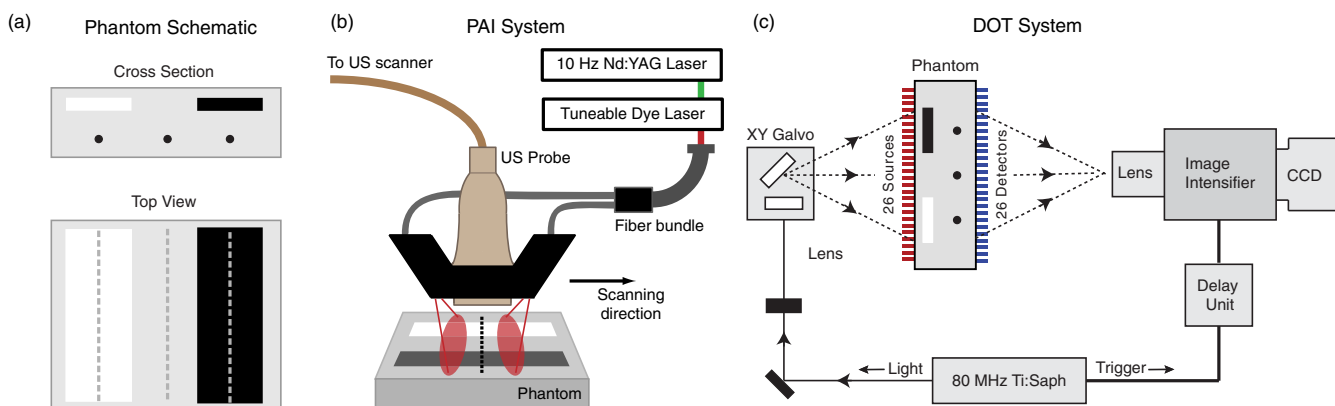 (a)
Phantom Schematic
Cross Section
Top View
(b)
PAI System
To US scanner
10 Hz Nd:YAG Laser
Tuneable Dye Laser
US Probe
Fiber bundle
Scanning
direction
Phantom
(c)
DOT System
Phantom
XY Galvo
26 Sources
26 Detectors
Lens
Image
Intensifier
CCD
Lens
Delay
Unit
Light
80 MHz Ti:Saph
Trigger